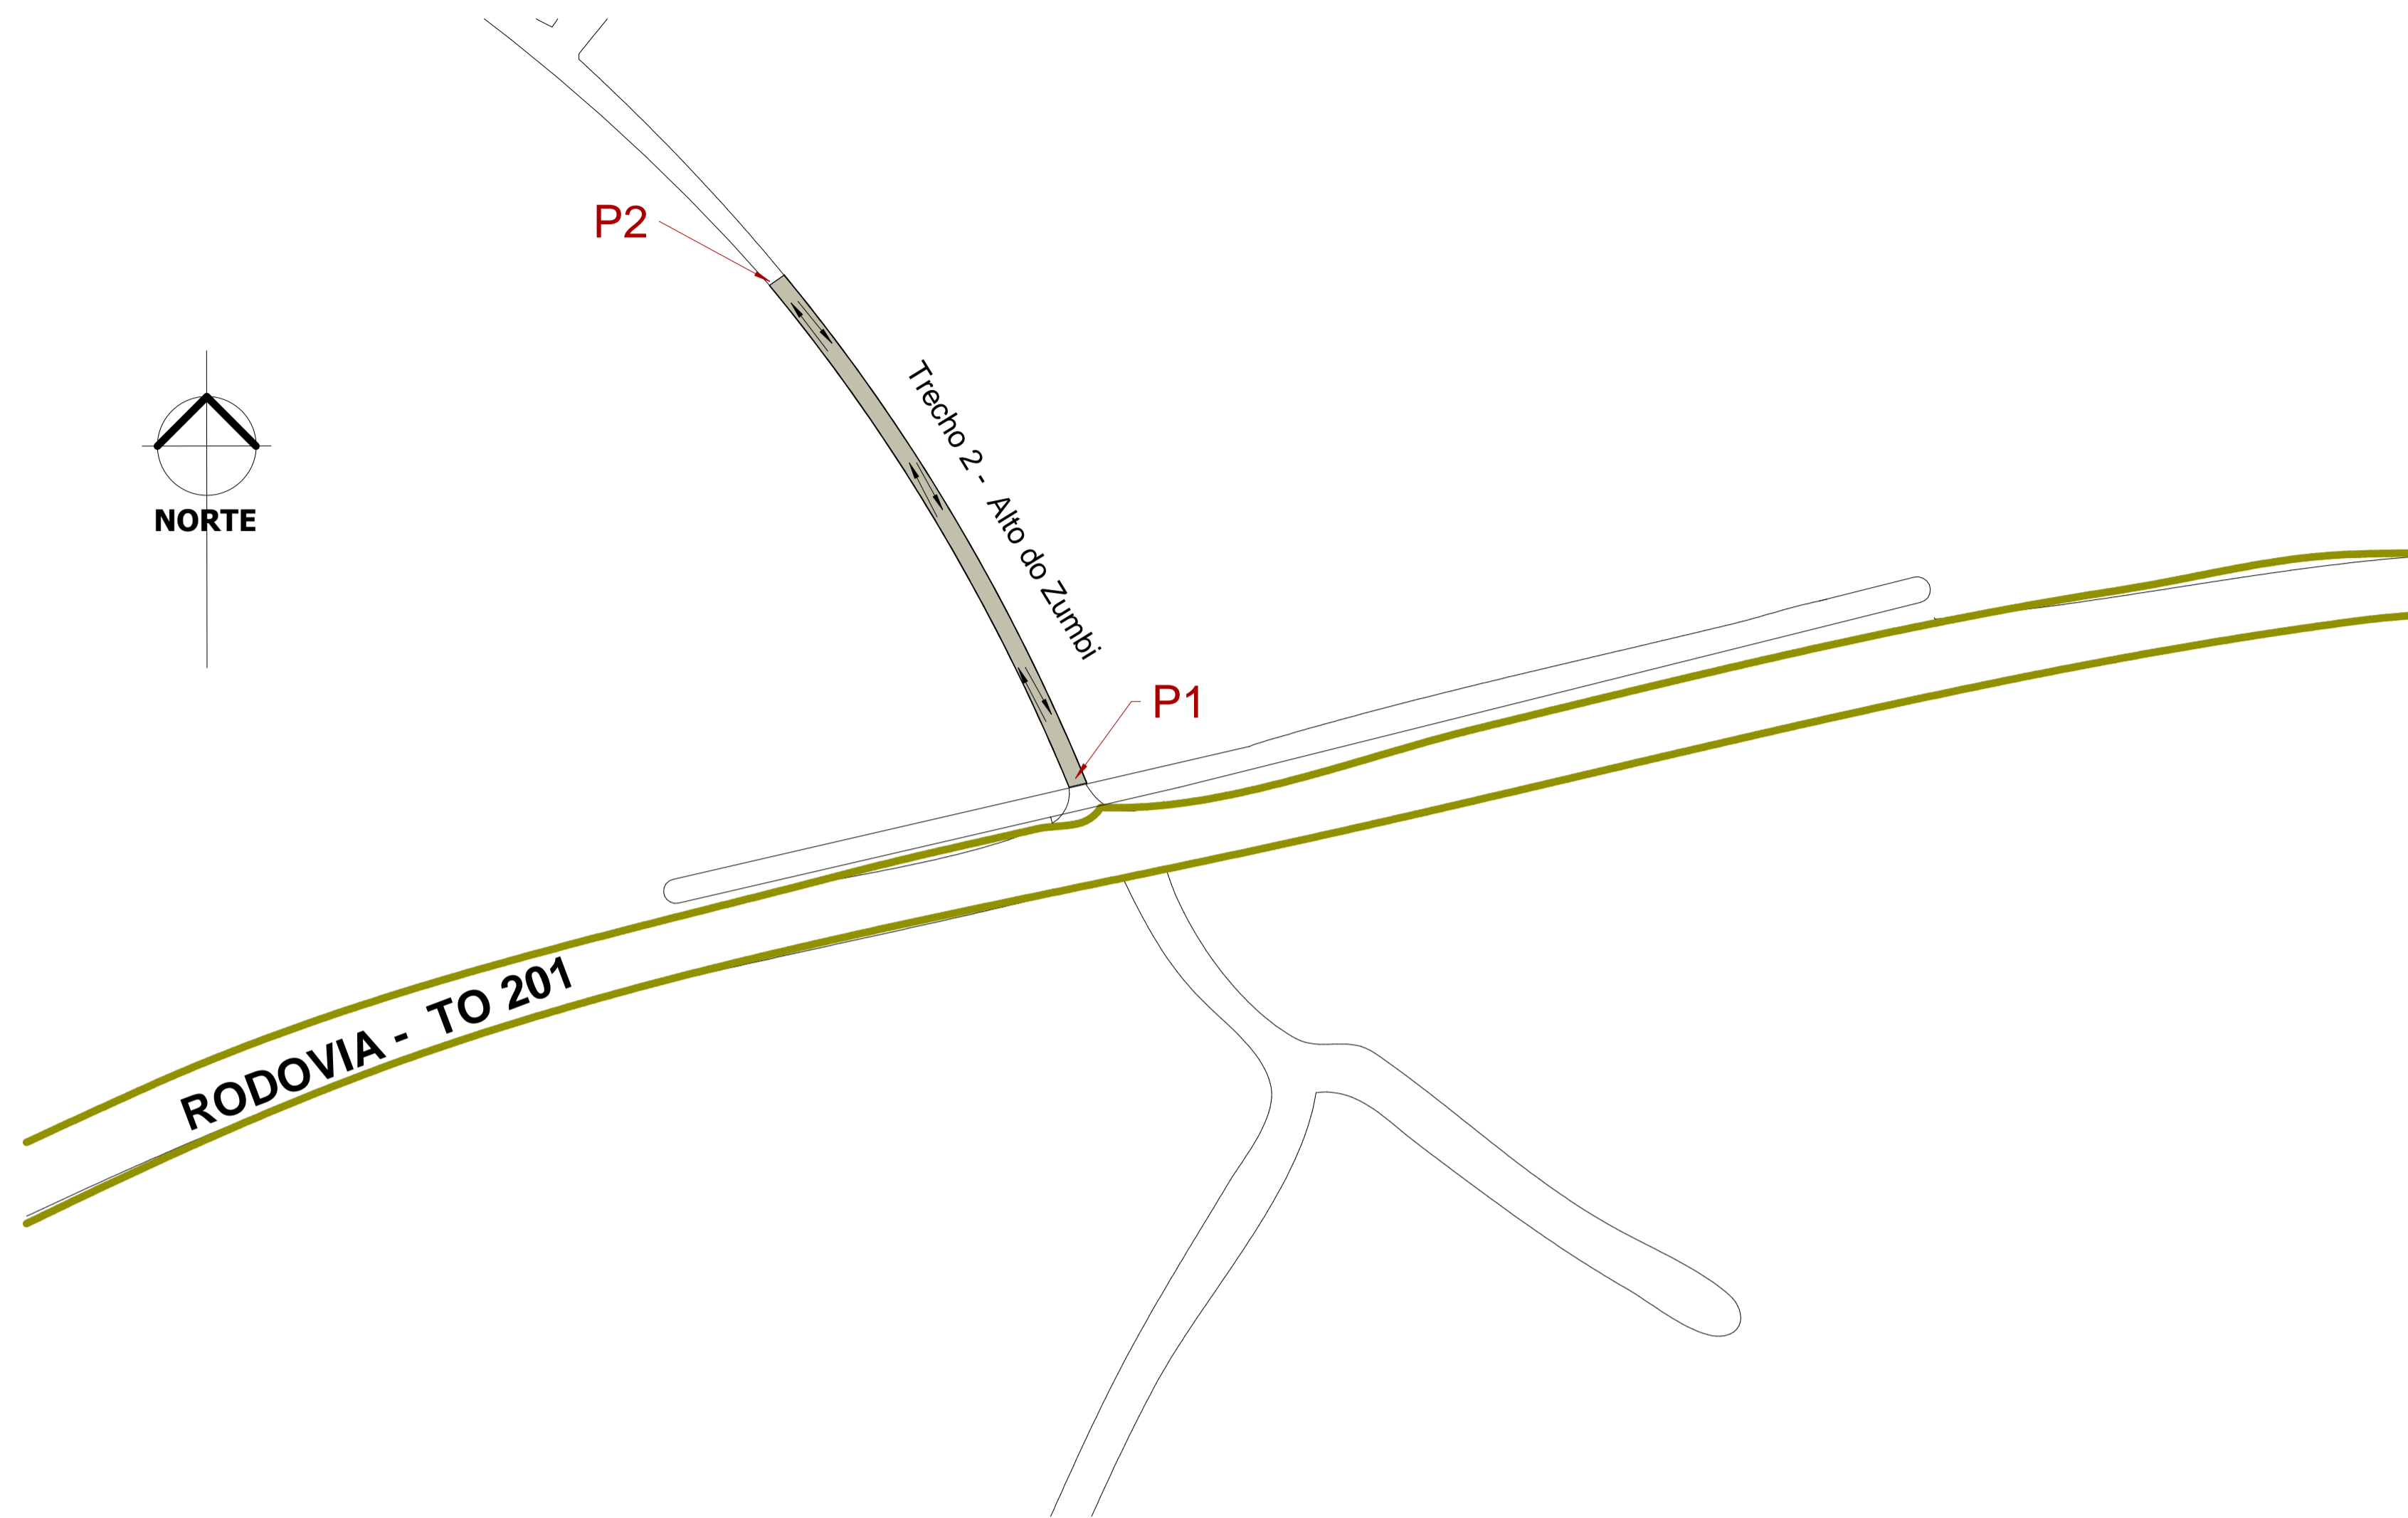 P2
Trecho 2 - Alto do Zumbi
NORTE
P1
RODOVIA - TO 201